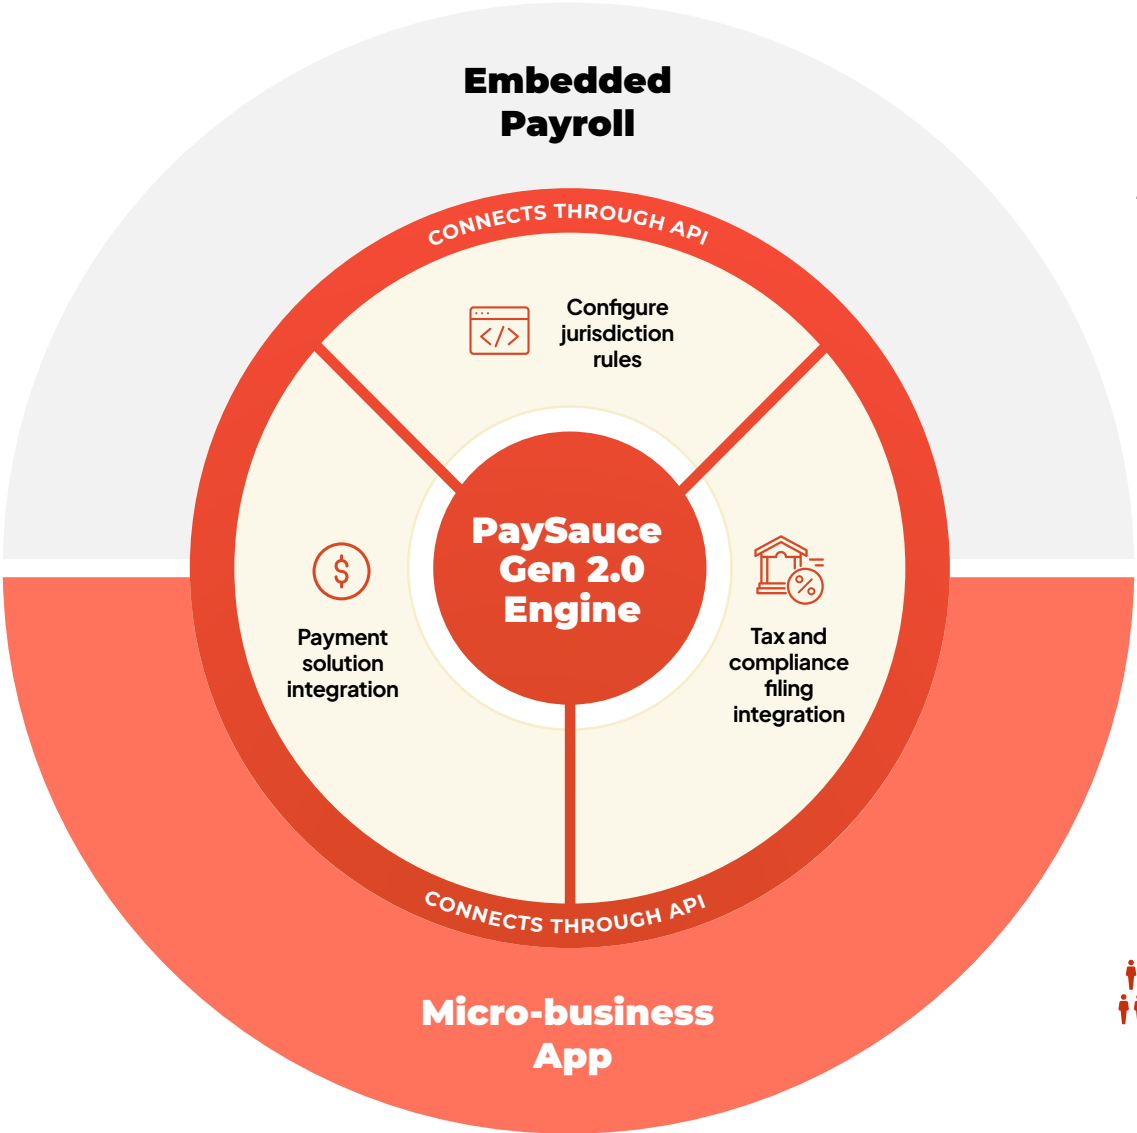 Embedded
Payroll
CONNECTS THROUGH API
</>
Configure
jurisdiction
rules
PaySauce
Gen 2.0
Engine
$
Payment
solution
integration
%
Tax and
compliance
filing
integration
CONNECTS THROUGH API
Micro-business
App